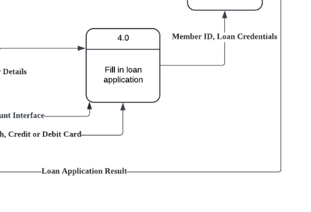 4.0
Member ID, Loan Credentials
Details
Fill in loan
application
unt Interface
h, Credit or Debit Card
Loan Application Result